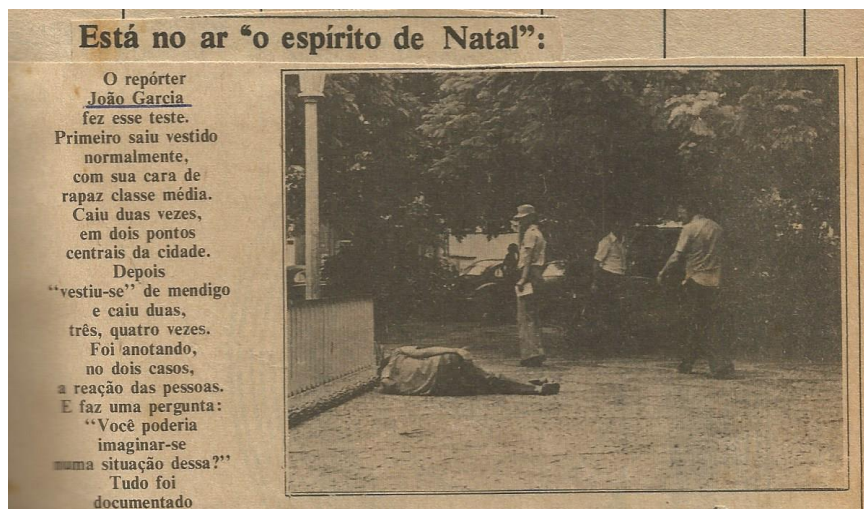 Está no ar “o espírito de Natal”:
O repórter
João Garcia
fez esse teste.
Primeiro saiu vestido
normalmente,
com sua cara de
rapaz classe média.
Caiu duas vezes,
em dois pontos
centrais da cidade.
Depois
“vestiu-se” de mendigo
e caiu duas,
três, quatro vezes.
Foi anotando,
no dois casos,
a reação das pessoas.
E faz uma pergunta:
“Você poderia
imaginar-se
numa situação dessa?”
Tudo foi
documentado